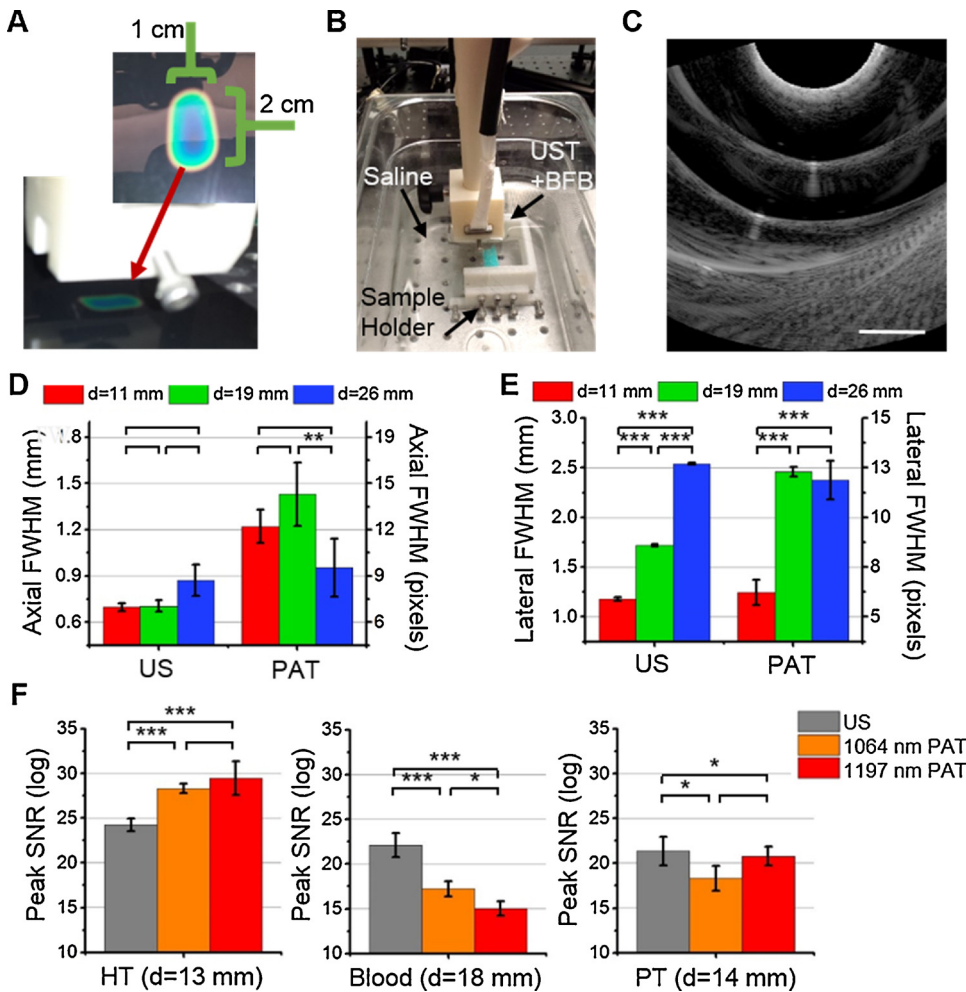 A
1 cm
2 cm
B
Saline
UST
+BFB
Sample
Holder
C
D
d=11 mm d=19 mm d=26 mm
Axial FWHM (mm)
1.8
1.5
1.2
0.9
0.6
**
US PAT
19
17
14
12
9
7
Axial FWHM (pixels)
E
d=11 mm d=19 mm d=26 mm
Lateral FWHM (mm)
3.0
2.5
2.0
1.5
1.0
***
*** ***
***
***
US PAT
15
13
10
8
5
Lateral FWHM (pixels)
F
US
1064 nm PAT
1197 nm PAT
Peak SNR (log)
35
30
25
20
15
10
***
***
HT (d=13 mm)
Peak SNR (log)
35
30
25
20
15
10
***
*** *
Blood (d=18 mm)
Peak SNR (log)
35
30
25
20
15
10
*
*
PT (d=14 mm)